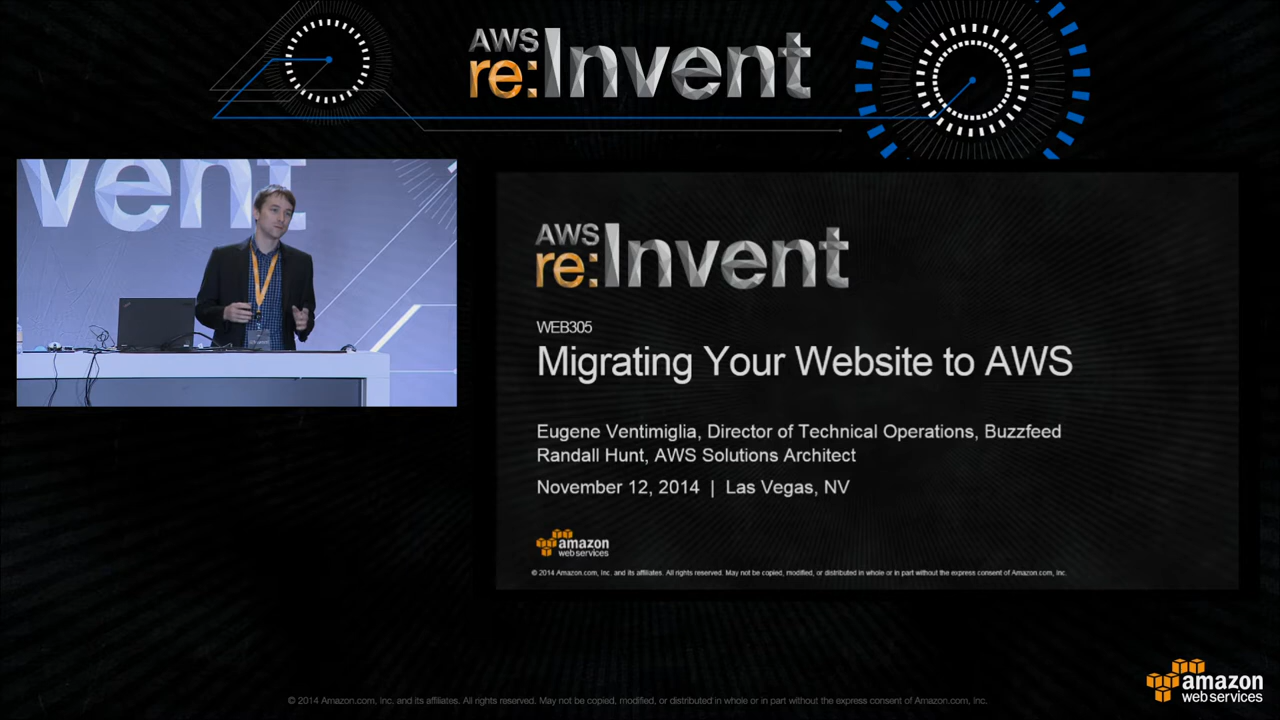 AWS
re:Invent
vent
AWS
re:Invent
WEB305
Migrating Your Website to AWS
Eugene Ventimiglia, Director of Technical Operations, Buzzfeed
Randall Hunt, AWS Solutions Architect
November 12, 2014 | Las Vegas, NV
amazon
web services
© 2014 Amazon.com, Inc. and its affiliates. All rights reserved. May not be copied, modified, or distributed in whole or in part without the express consent of Amazon.com, Inc.
© 2014 Amazon.com, Inc. and its affiliates. All rights reserved. May not be copied, modified, or distributed in whole or in part without the express consent of Amazon.com, Inc.
amazon
web services